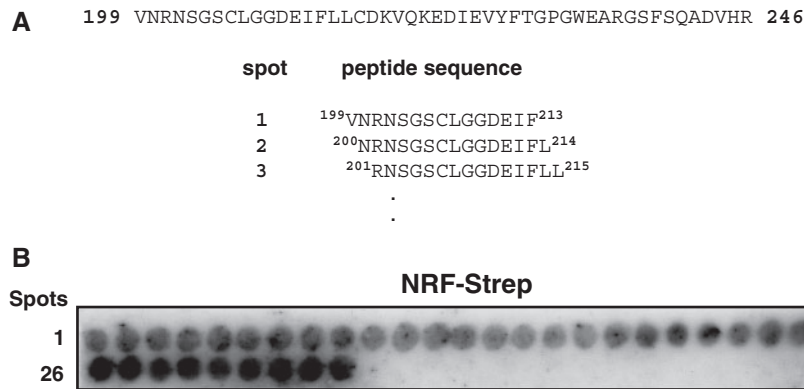 A 199 VNRNSGSCLGGDEIFLLCDKVQKEDIEVYFTGPGWEARGSFSQADVHR 246
spot peptide sequence
1 199VNRNSGSCLGGDEIF213
2 200NRNSGSCLGGDEIFL214
3 201RNSGSCLGGDEIFLL215
.
.
B
NRF-Strep
Spots
1
26